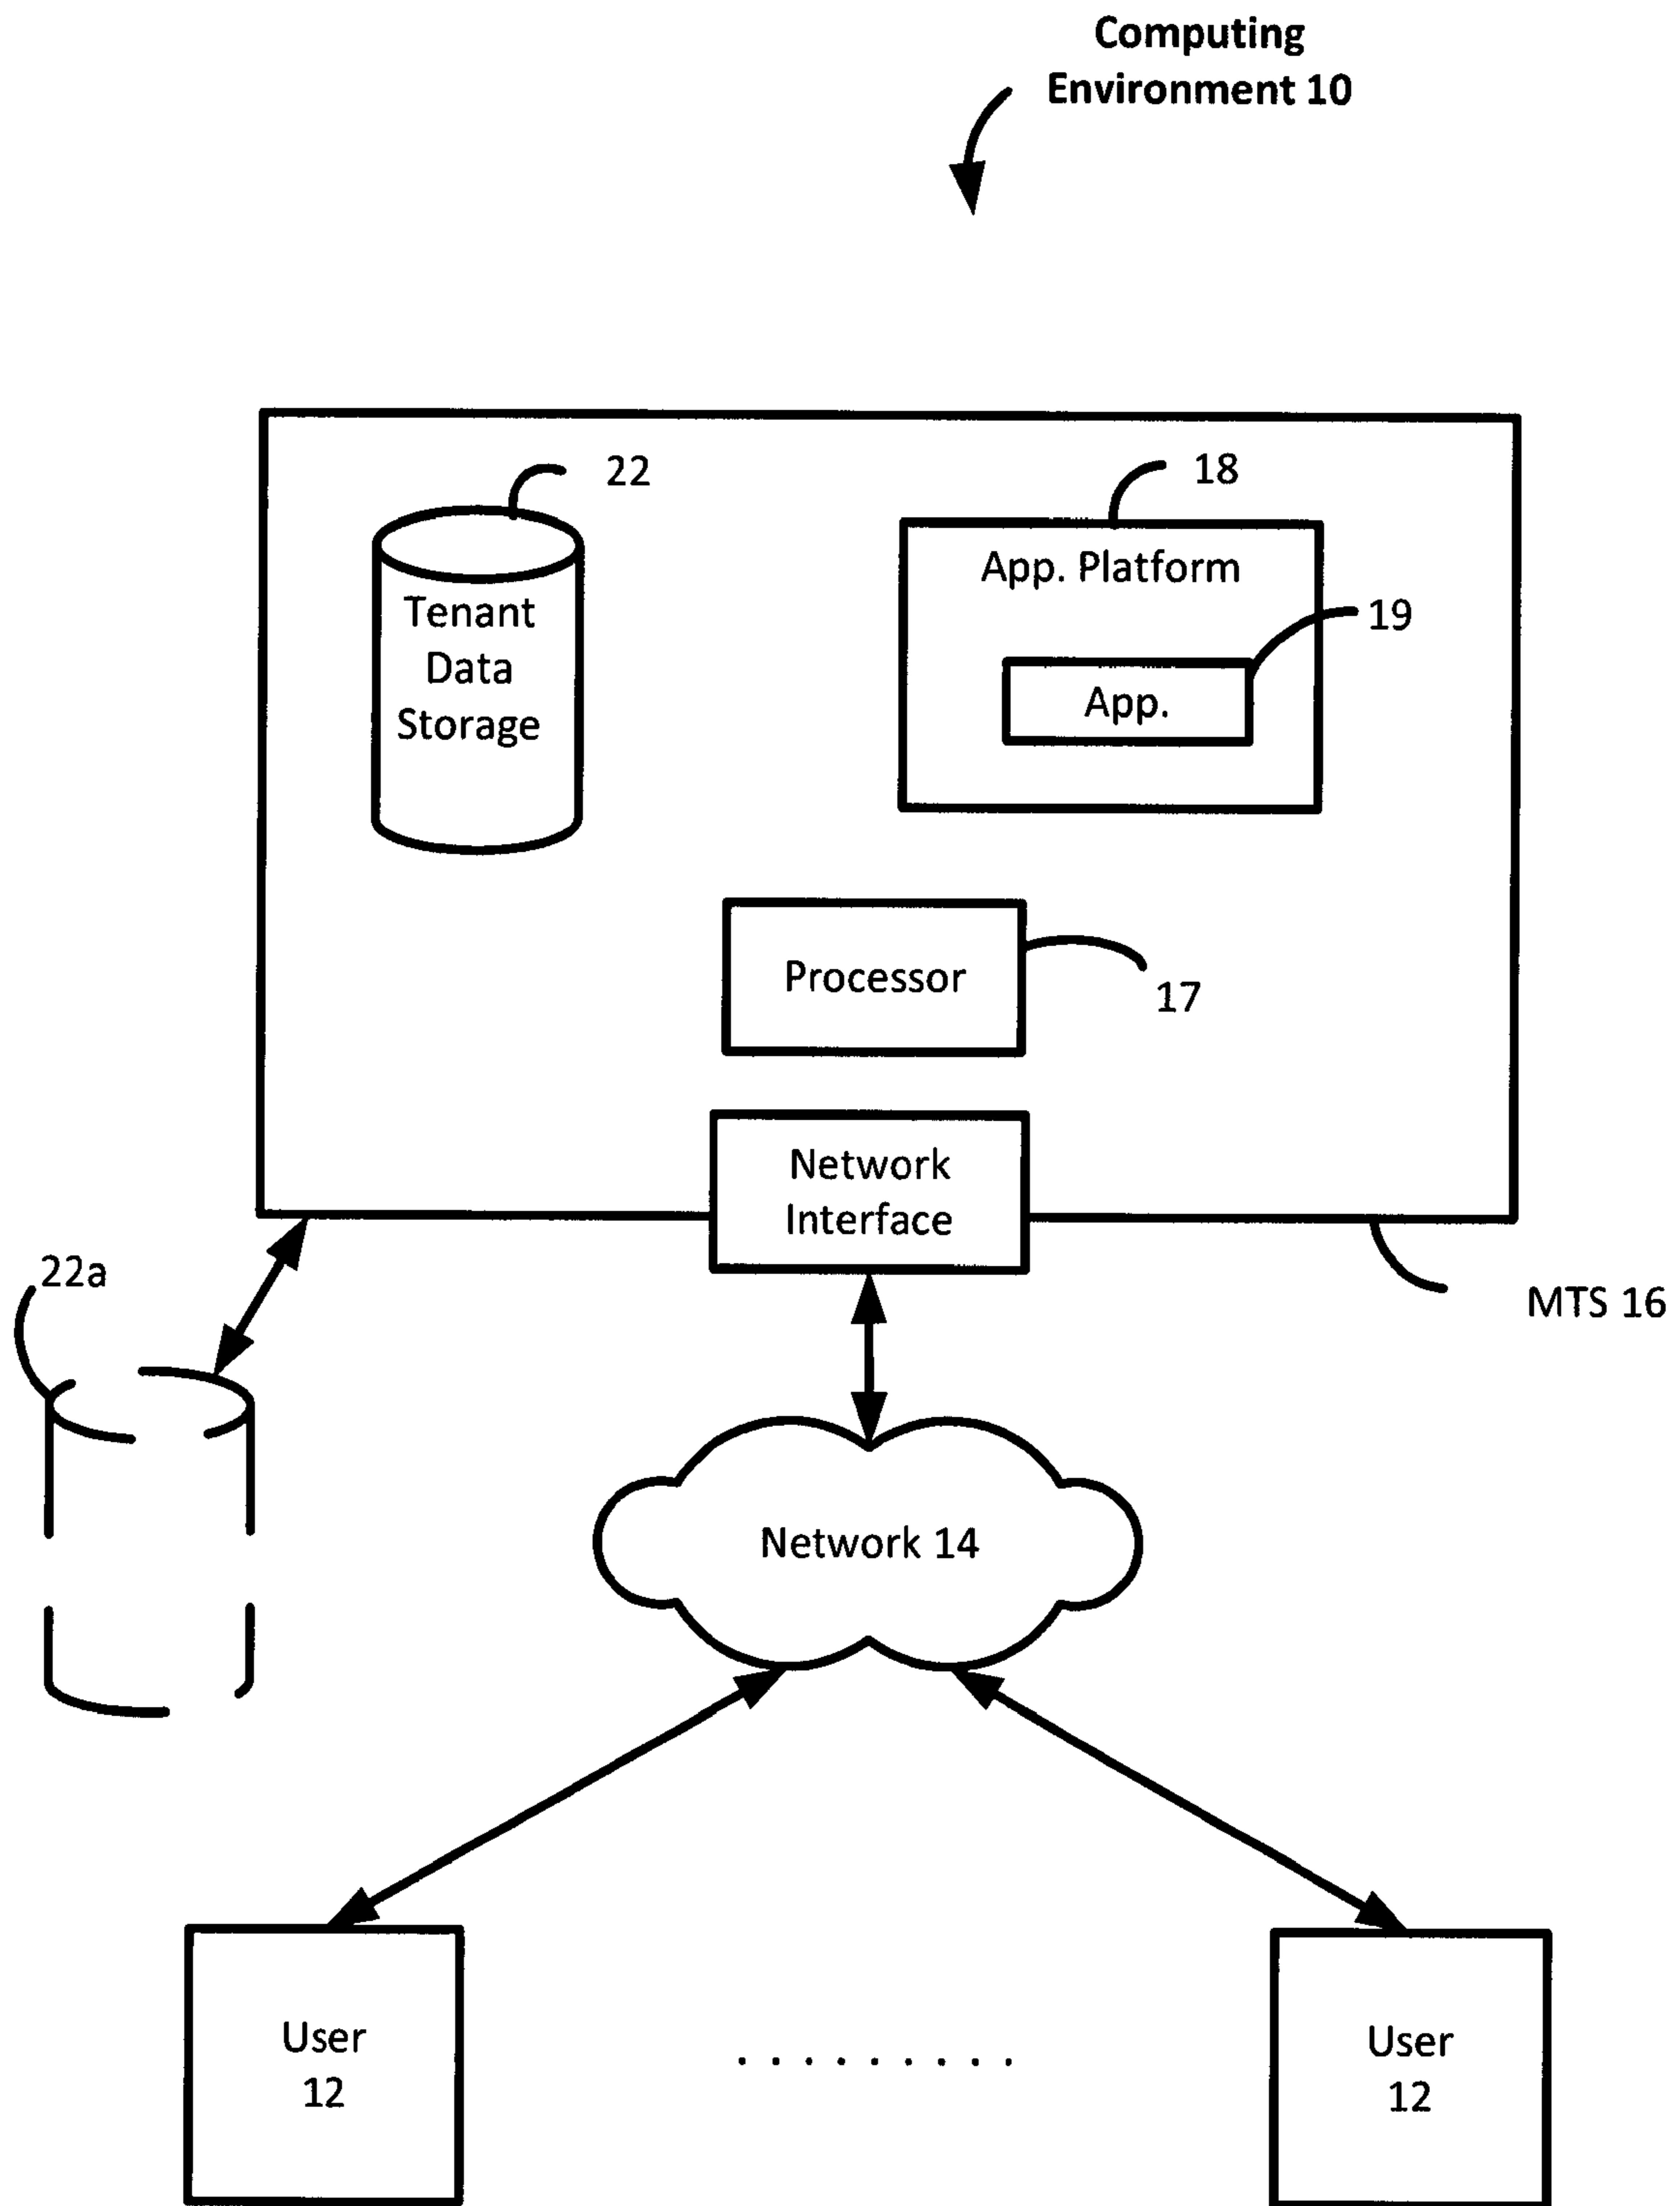 Computing
Environment 10
22
18
App. Platform
Tenant
Data
Storage
19
App.
Processor
17
Network
Interface
22a
MTS 16
Network 14
User
12
User
12